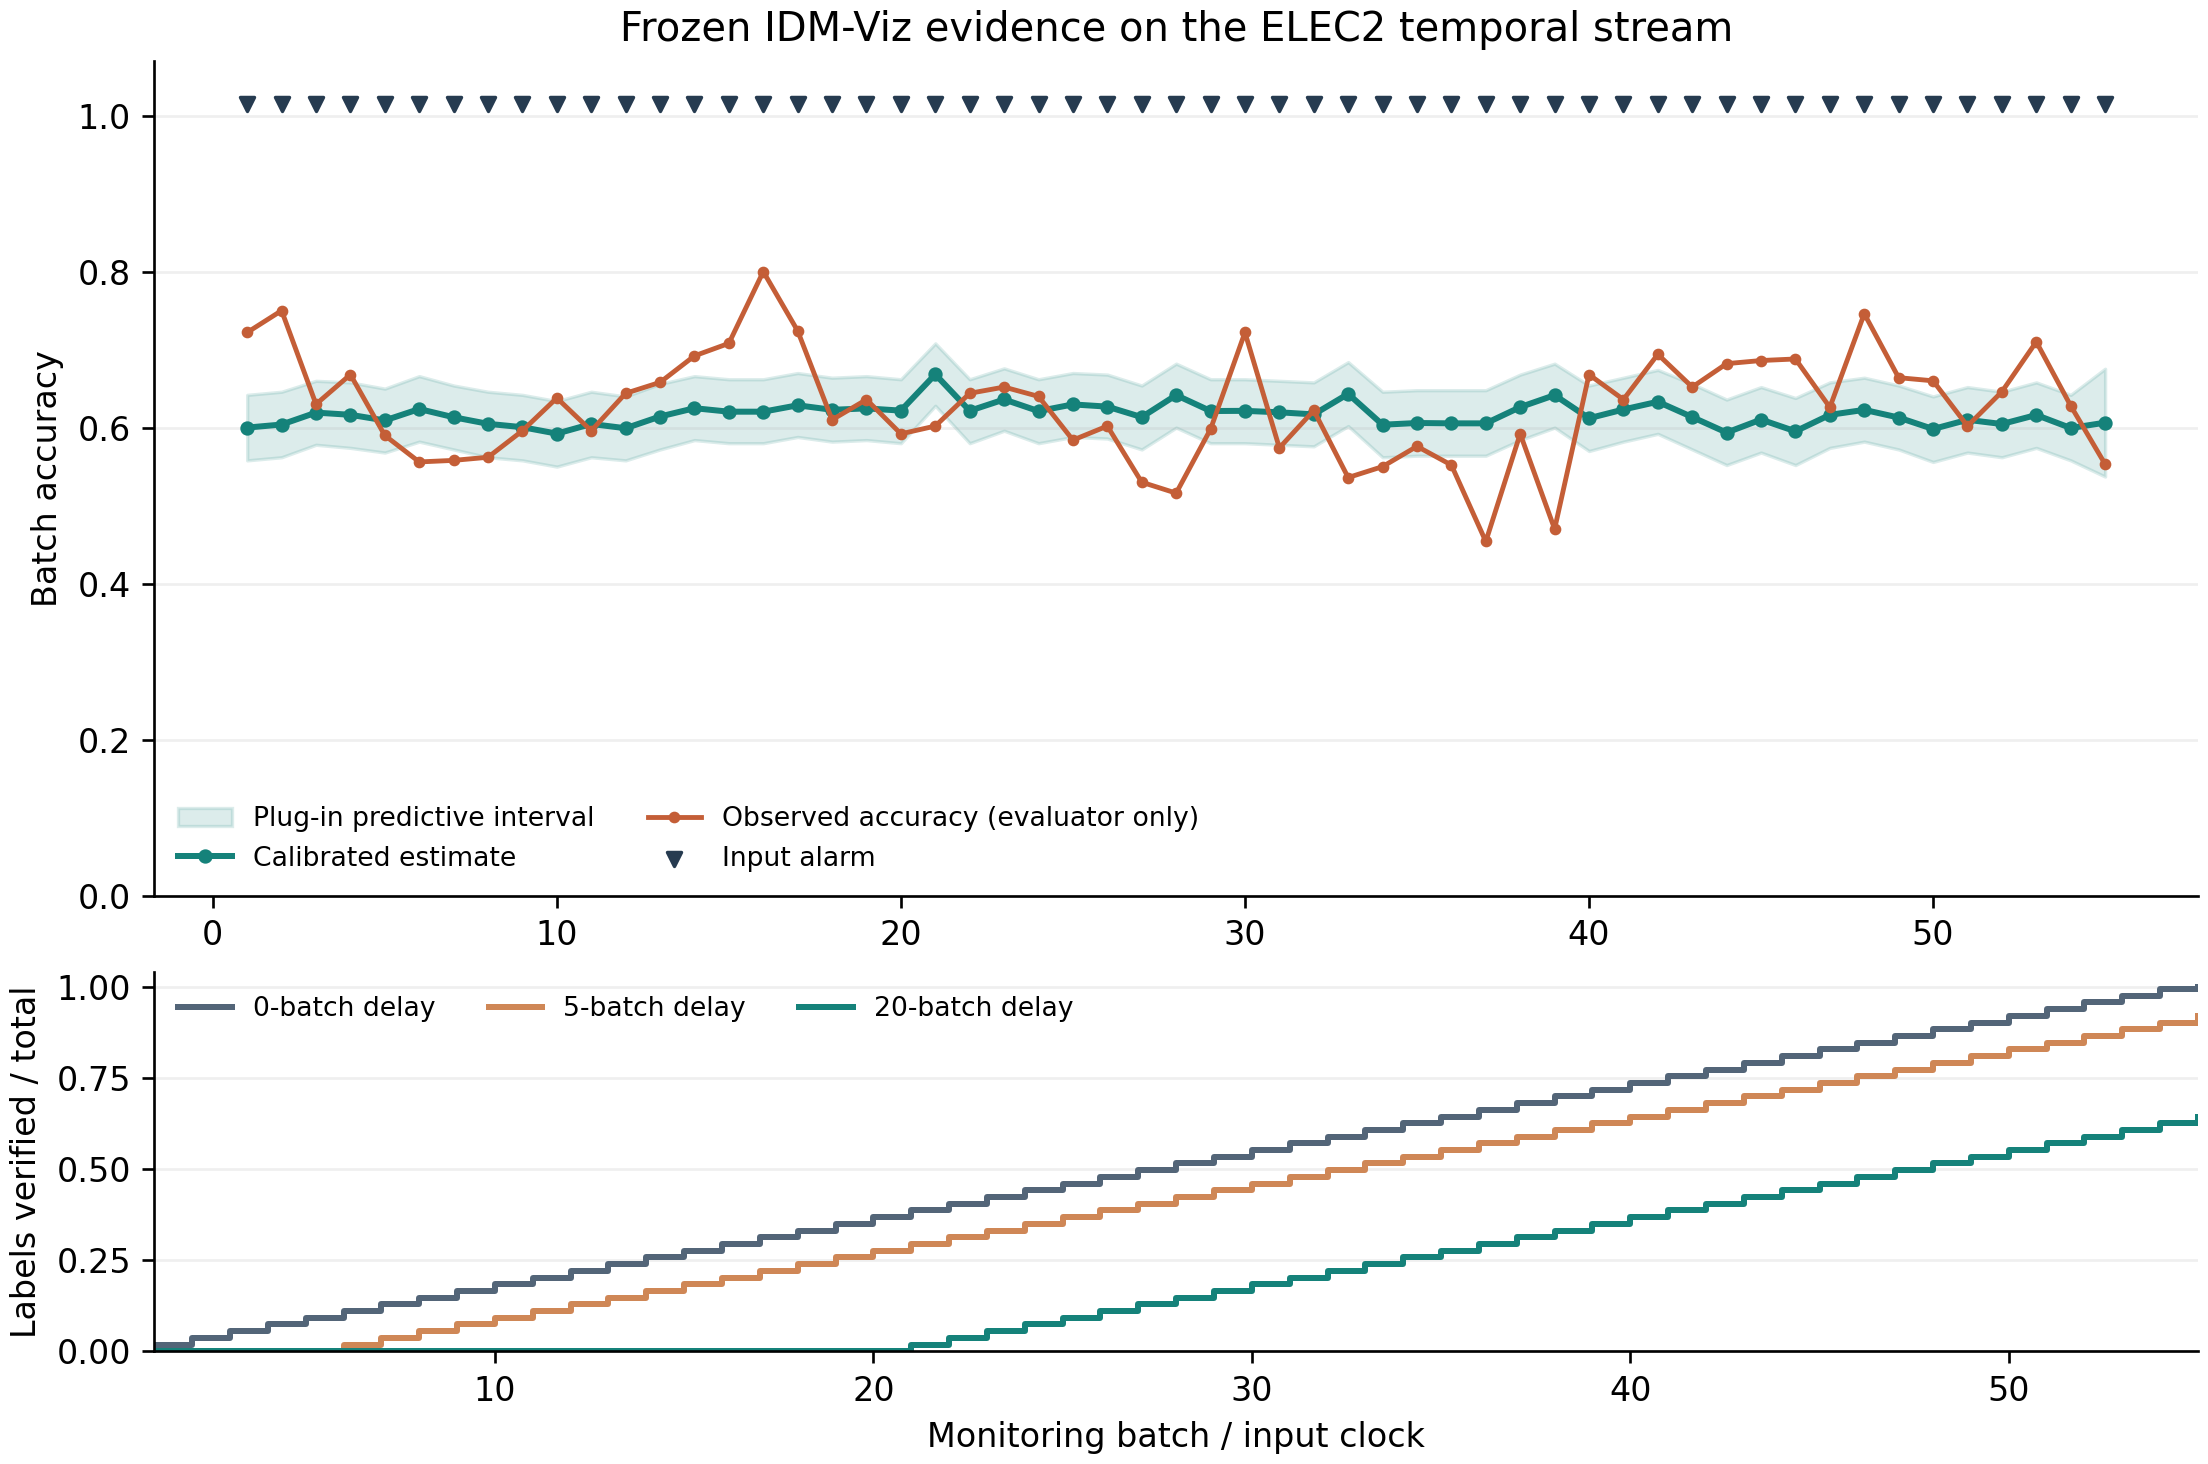 Frozen IDM-Viz evidence on the ELEC2 temporal stream
Batch accuracy
1.0
0.8
0.6
0.4
0.2
0.0
Plug-in predictive interval
Calibrated estimate
Observed accuracy (evaluator only)
Input alarm
0 10 20 30 40 50
Labels verified / total
1.00
0.75
0.50
0.25
0.00
0-batch delay 5-batch delay 20-batch delay
10 20 30 40 50
Monitoring batch / input clock